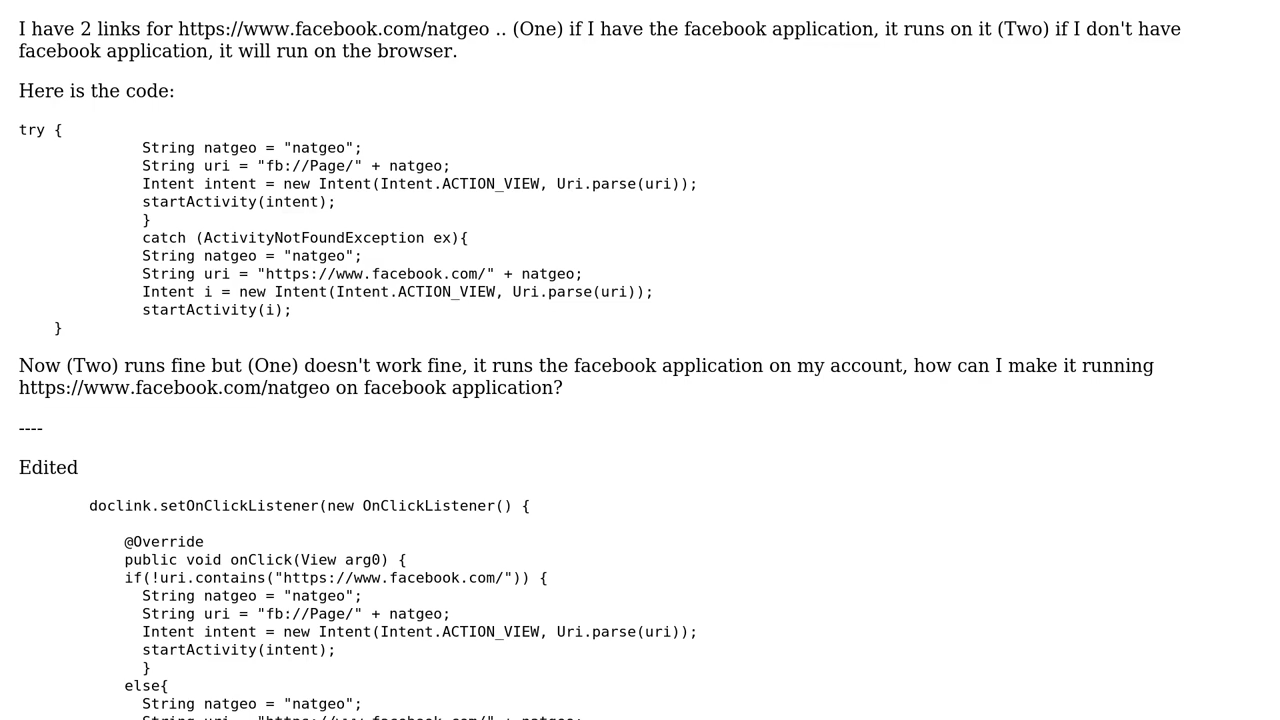 I have 2 links for https://www.facebook.com/natgeo .. (One) if I have the facebook application, it runs on it (Two) if I don't have
facebook application, it will run on the browser.
Here is the code:
try {
String natgeo = "natgeo";
String uri = "fb://Page/" + natgeo;
Intent intent = new Intent(Intent.ACTION_VIEW, Uri.parse(uri));
startActivity(intent);
}
catch (ActivityNotFoundException ex){
String natgeo = "natgeo";
String uri = "https://www.facebook.com/" + natgeo;
Intent i = new Intent(Intent.ACTION_VIEW, Uri.parse(uri));
startActivity(i);
}
Now (Two) runs fine but (One) doesn't work fine, it runs the facebook application on my account, how can I make it running
https://www.facebook.com/natgeo on facebook application?
----
Edited
doclink.setOnClickListener(new OnClickListener() {
@Override
public void onClick(View arg0) {
if(!uri.contains("https://www.facebook.com/")) {
String natgeo = "natgeo";
String uri = "fb://Page/" + natgeo;
Intent intent = new Intent(Intent.ACTION_VIEW, Uri.parse(uri));
startActivity(intent);
}
else{
String natgeo = "natgeo";
String uri = "https://www.facebook.com/" + natgeo;